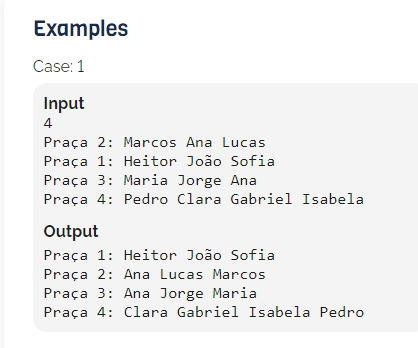 Examples
Case: 1
Input
4
Praça 2: Marcos Ana Lucas
Praça 1: Heitor João Sofia
Praça 3: Maria Jorge Ana
Praça 4: Pedro Clara Gabriel Isabela
Output
Praça 1: Heitor João Sofia
Praça 2: Ana Lucas Marcos
Praça 3: Ana Jorge Maria
Praça 4: Clara Gabriel Isabela Pedro